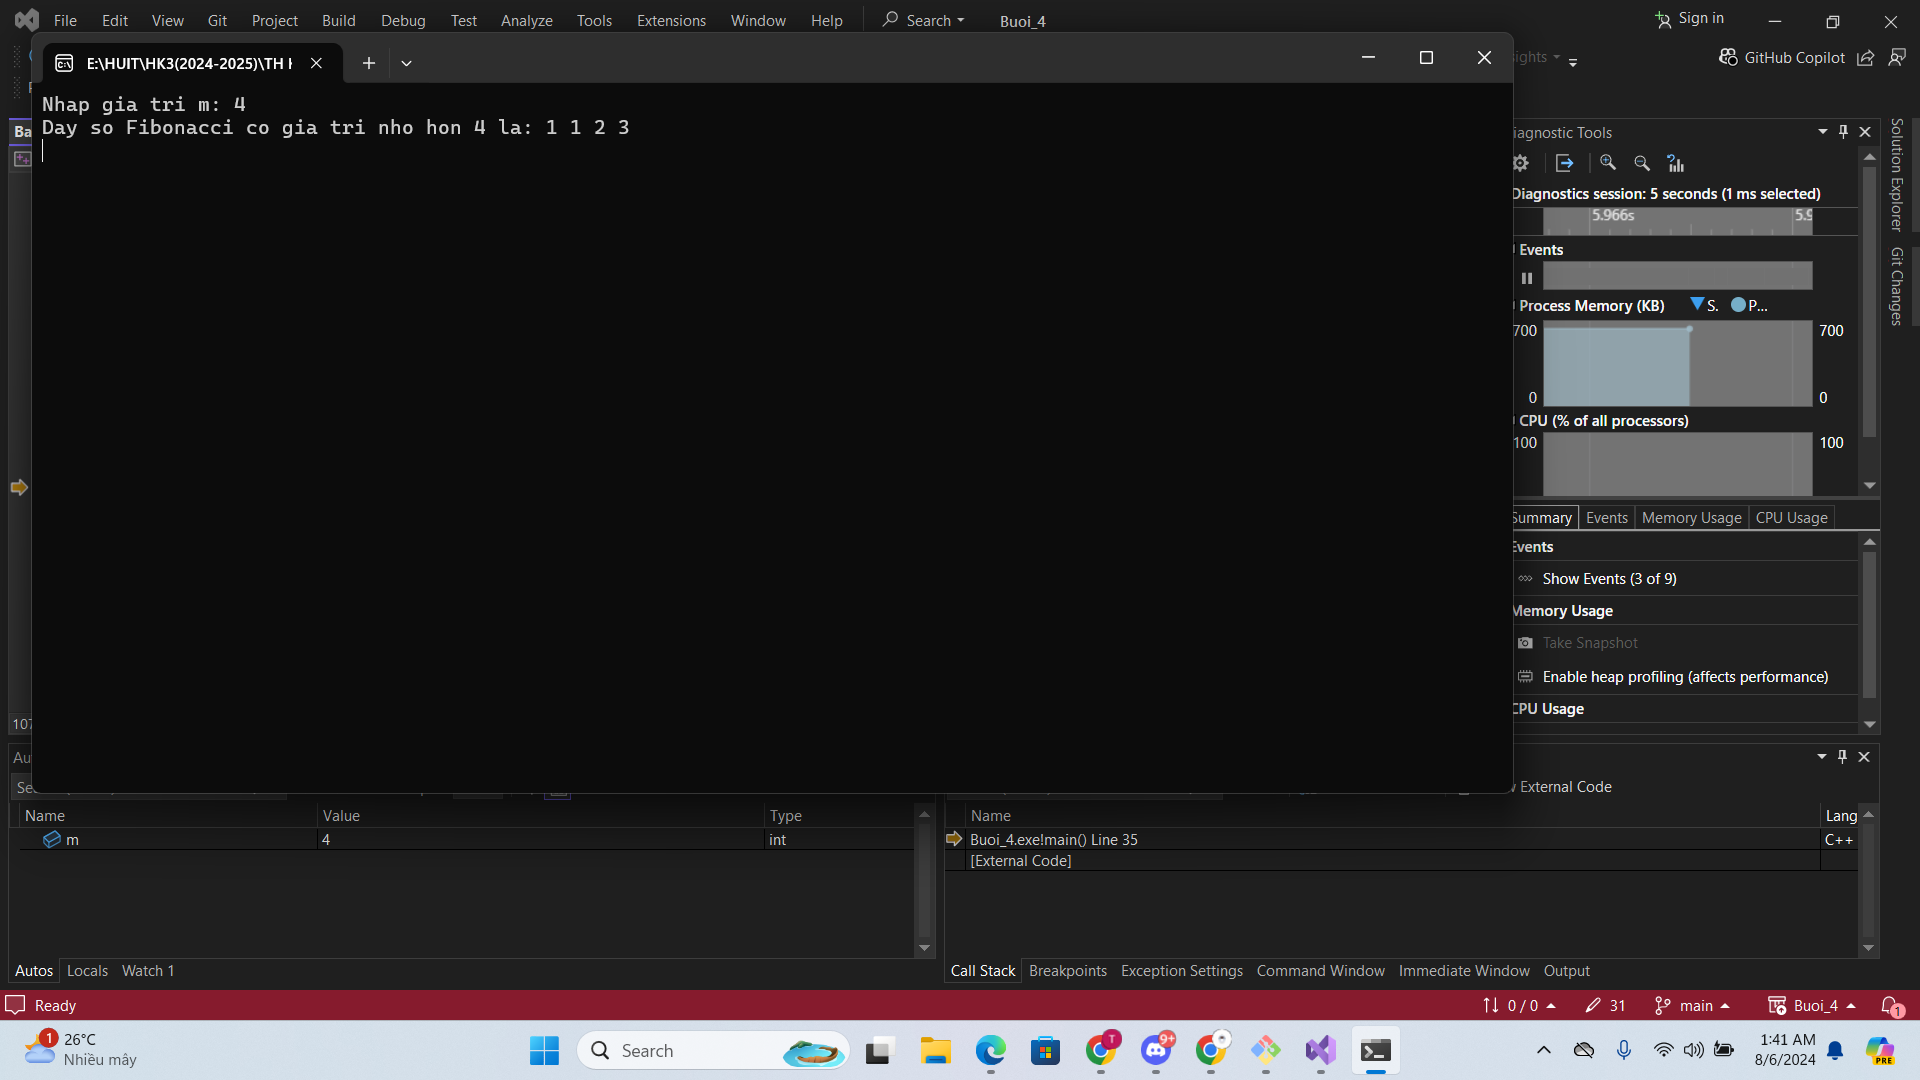 File Edit View Git Project Build Debug Test Analyze Tools Extensions Window Help Search Buoi_4 Sign in
E:\HUIT\HK3(2024-2025)\TH
GitHub Copilot
Nhap gia tri m: 4
Day so Fibonacci co gia tri nho hon 4 la: 1 1 2 3
Diagnostics session: 5 seconds (1 ms selected)
5.966s
Events
Process Memory (KB) S. P...
700 700
0 0
CPU (% of all processors)
100 100
Summary Events Memory Usage CPU Usage
Events
Show Events (3 of 9)
Memory Usage
Take Snapshot
Enable heap profiling (affects performance)
CPU Usage
Solution Explorer
Git Changes
External Code
Name Value Type
m 4 int
Autos Locals Watch 1
Name Lang
Buoi_4.exe!main() Line 35 C++
[External Code]
Call Stack Breakpoints Exception Settings Command Window Immediate Window Output
Ready 0 / 0 31 main Buoi_4 1
1 26°C
Nhiều mây
Search
T
9+
1:41 AM
8/6/2024
PRE